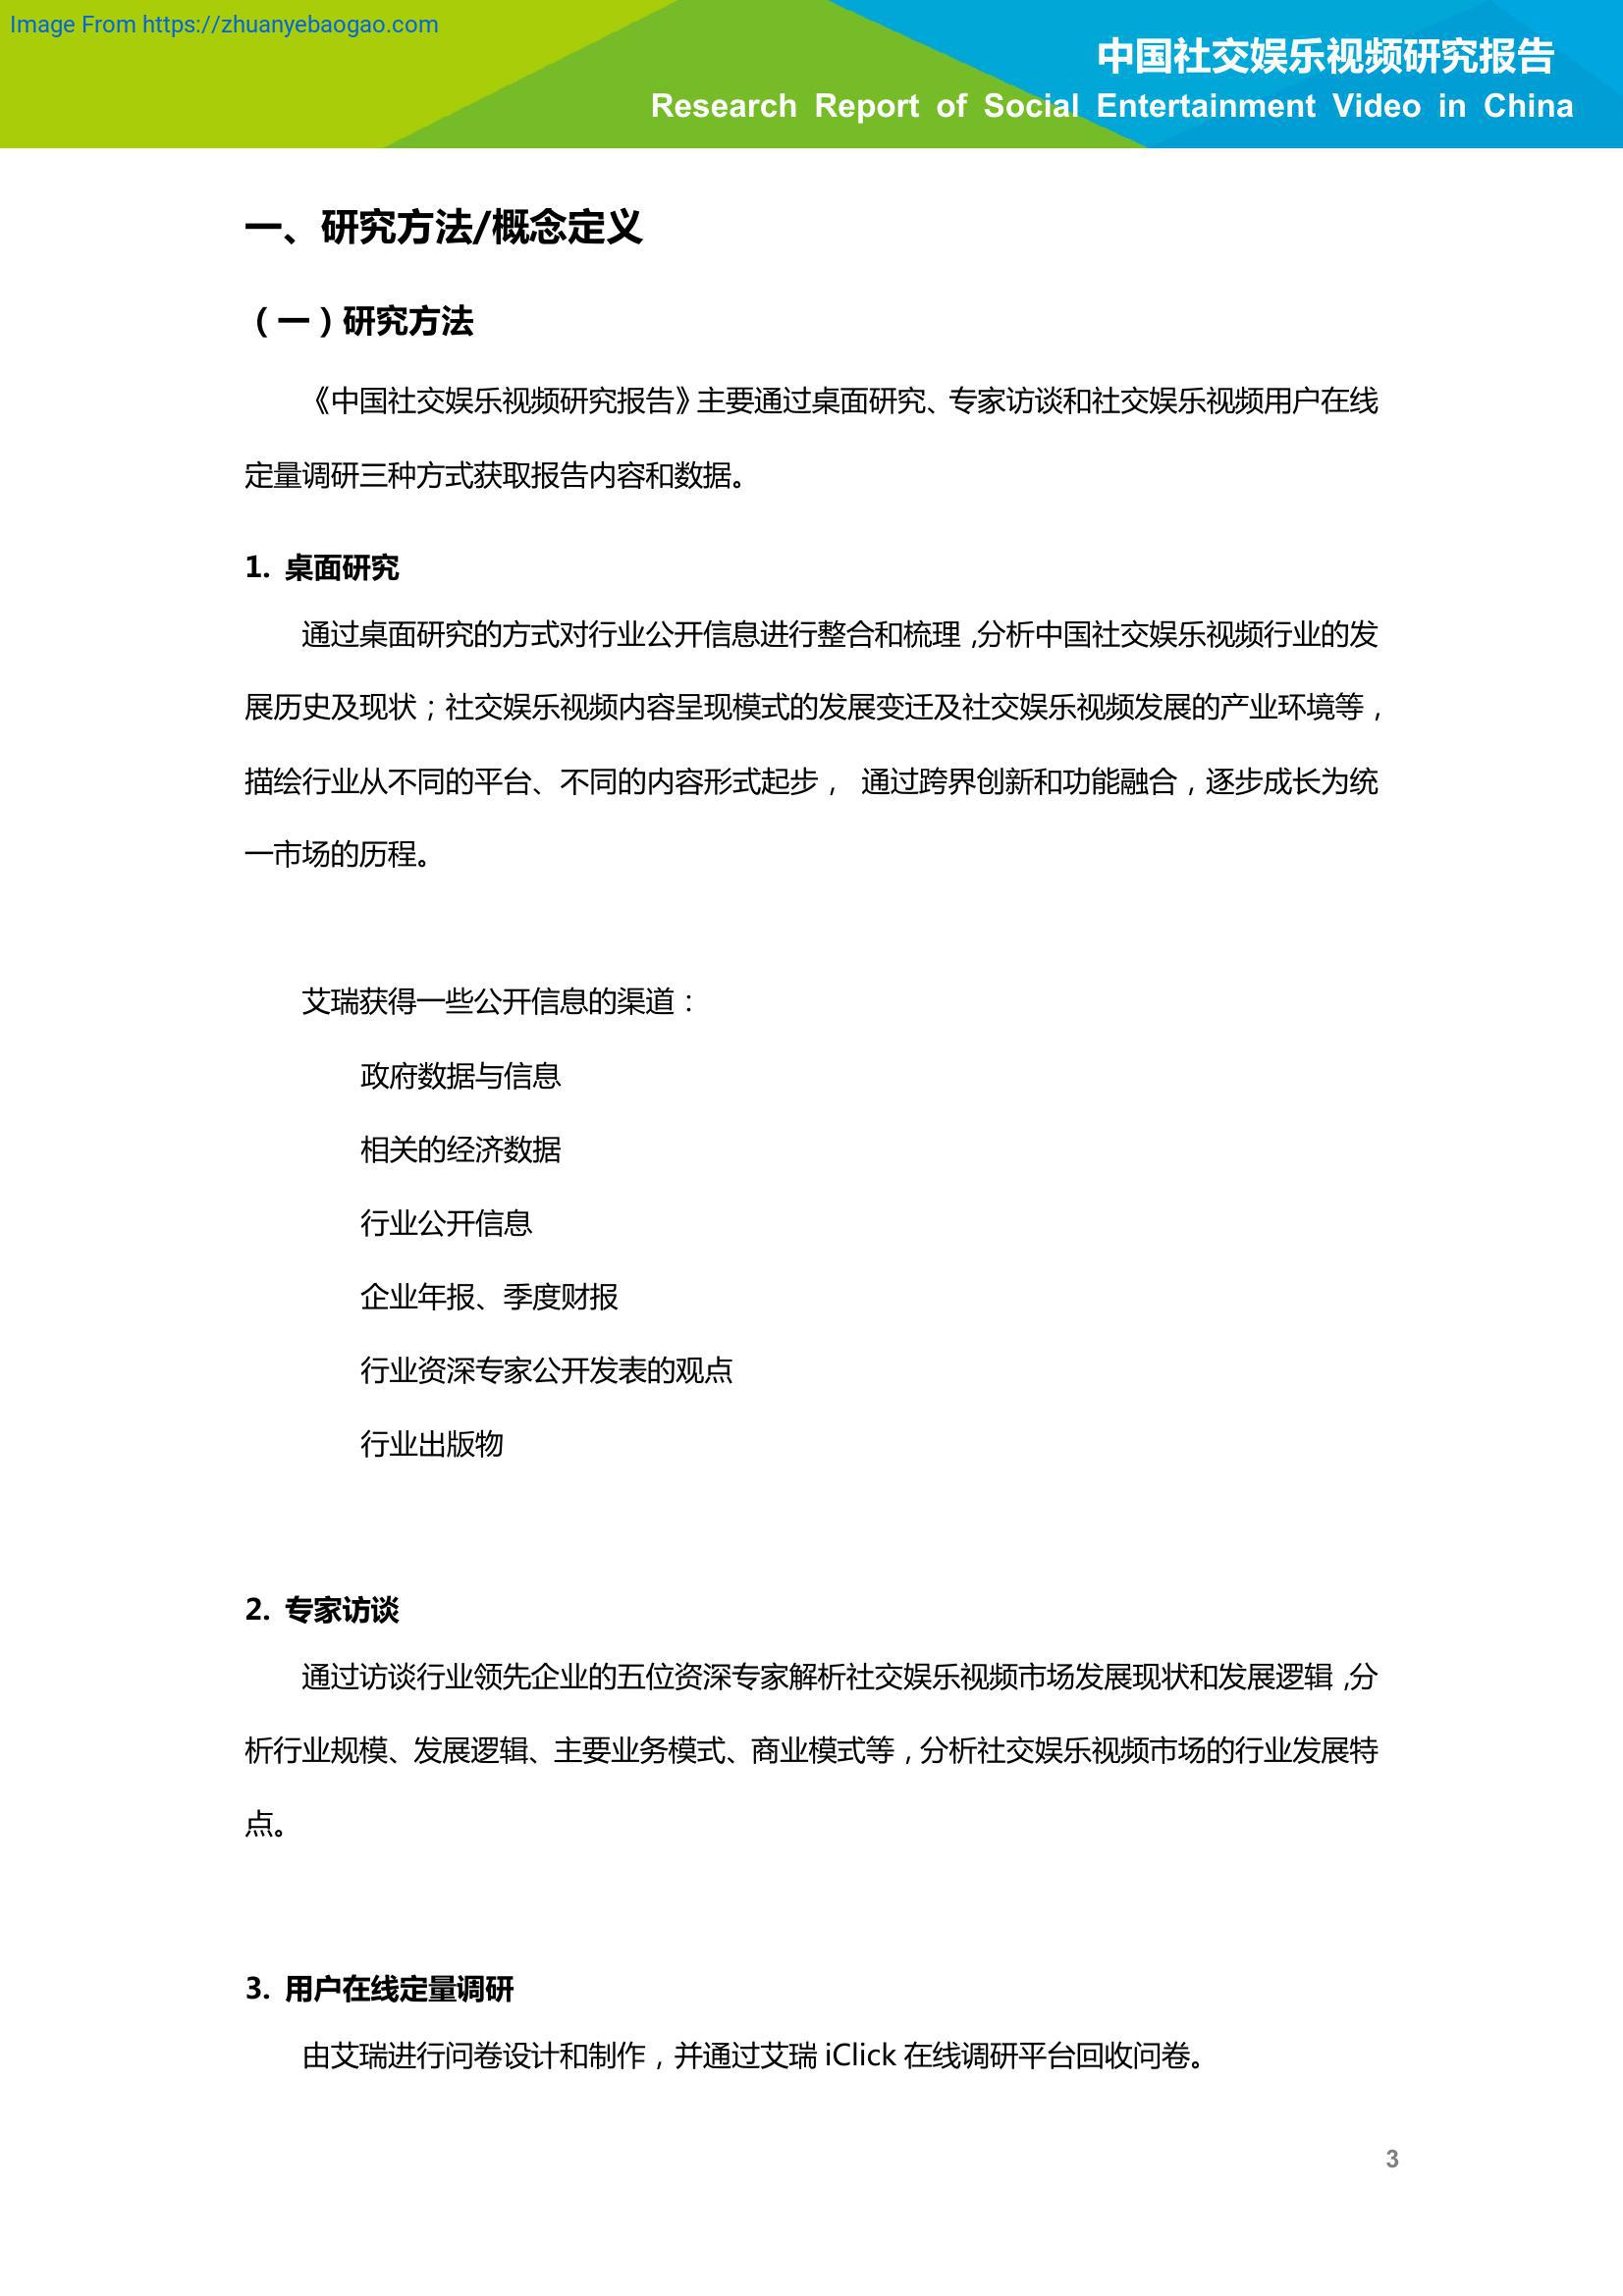 Image From https://zhuanyebaogao.com
中国社交娱乐视频研究报告
Research Report of Social Entertainment Video in China
一、研究方法/概念定义
（一）研究方法
《中国社交娱乐视频研究报告》主要通过桌面研究、专家访谈和社交娱乐视频用户在线
定量调研三种方式获取报告内容和数据。
1. 桌面研究
通过桌面研究的方式对行业公开信息进行整合和梳理，分析中国社交娱乐视频行业的发
展历史及现状；社交娱乐视频内容呈现模式的发展变迁及社交娱乐视频发展的产业环境等，
描绘行业从不同的平台、不同的内容形式起步， 通过跨界创新和功能融合，逐步成长为统
一市场的历程。
艾瑞获得一些公开信息的渠道：
政府数据与信息
相关的经济数据
行业公开信息
企业年报、季度财报
行业资深专家公开发表的观点
行业出版物
2. 专家访谈
通过访谈行业领先企业的五位资深专家解析社交娱乐视频市场发展现状和发展逻辑，分
析行业规模、发展逻辑、主要业务模式、商业模式等，分析社交娱乐视频市场的行业发展特
点。
3. 用户在线定量调研
由艾瑞进行问卷设计和制作，并通过艾瑞 iClick 在线调研平台回收问卷。
3